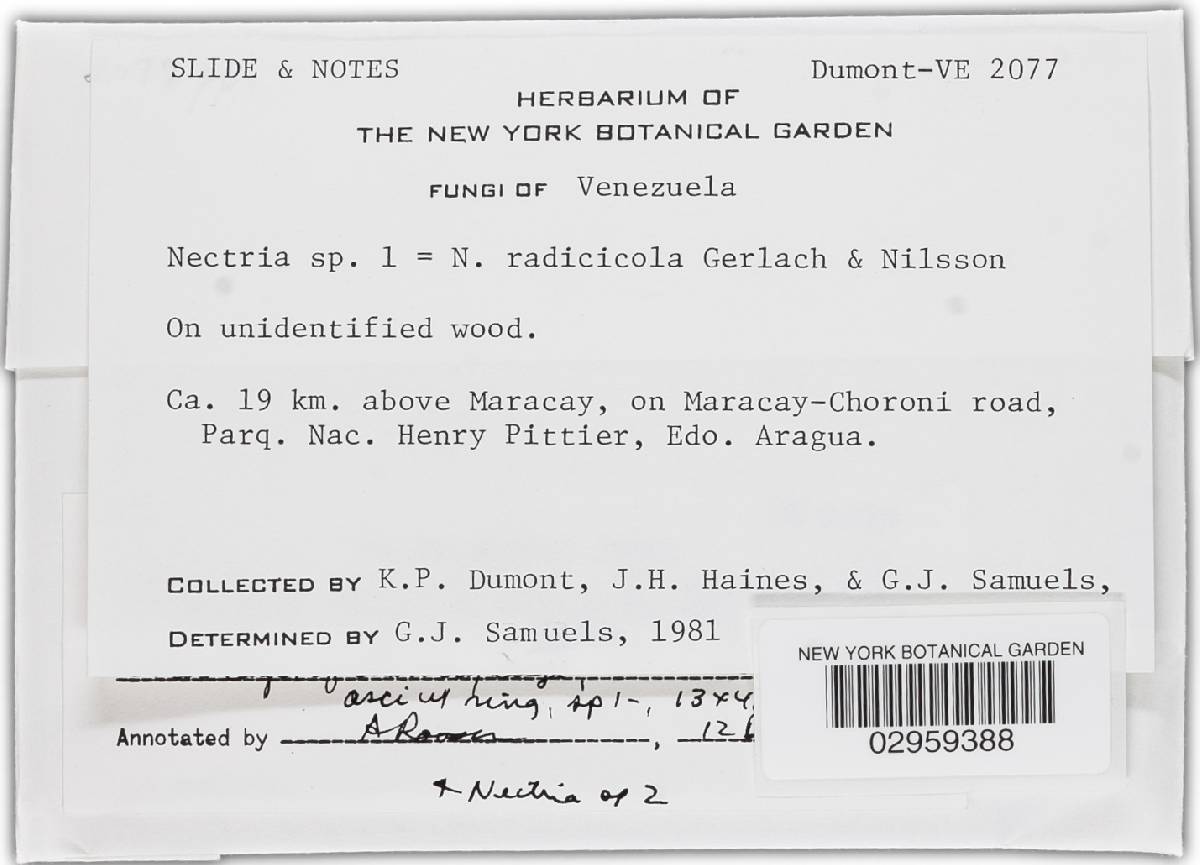 SLIDE & NOTES
Dumont-VE 2077
HERBARIUM OF
THE NEW YORK BOTANICAL GARDEN
FUNGI OF Venezuela
Nectria sp. 1 = N. radicicola Gerlach & Nilsson
On unidentified wood.
Ca. 19 km. above Maracay, on Maracay-Choroni road,
Parq. Nac. Henry Pittier, Edo. Aragua.
COLLECTED BY K.P. Dumont, J.H. Haines, & G.J. Samuels,
DETERMINED BY G.J. Samuels, 1981
NEW YORK BOTANICAL GARDEN
02959388
asci w/ ring, sp 1-, 13x4
Annotated by
+ Nectria sp 2